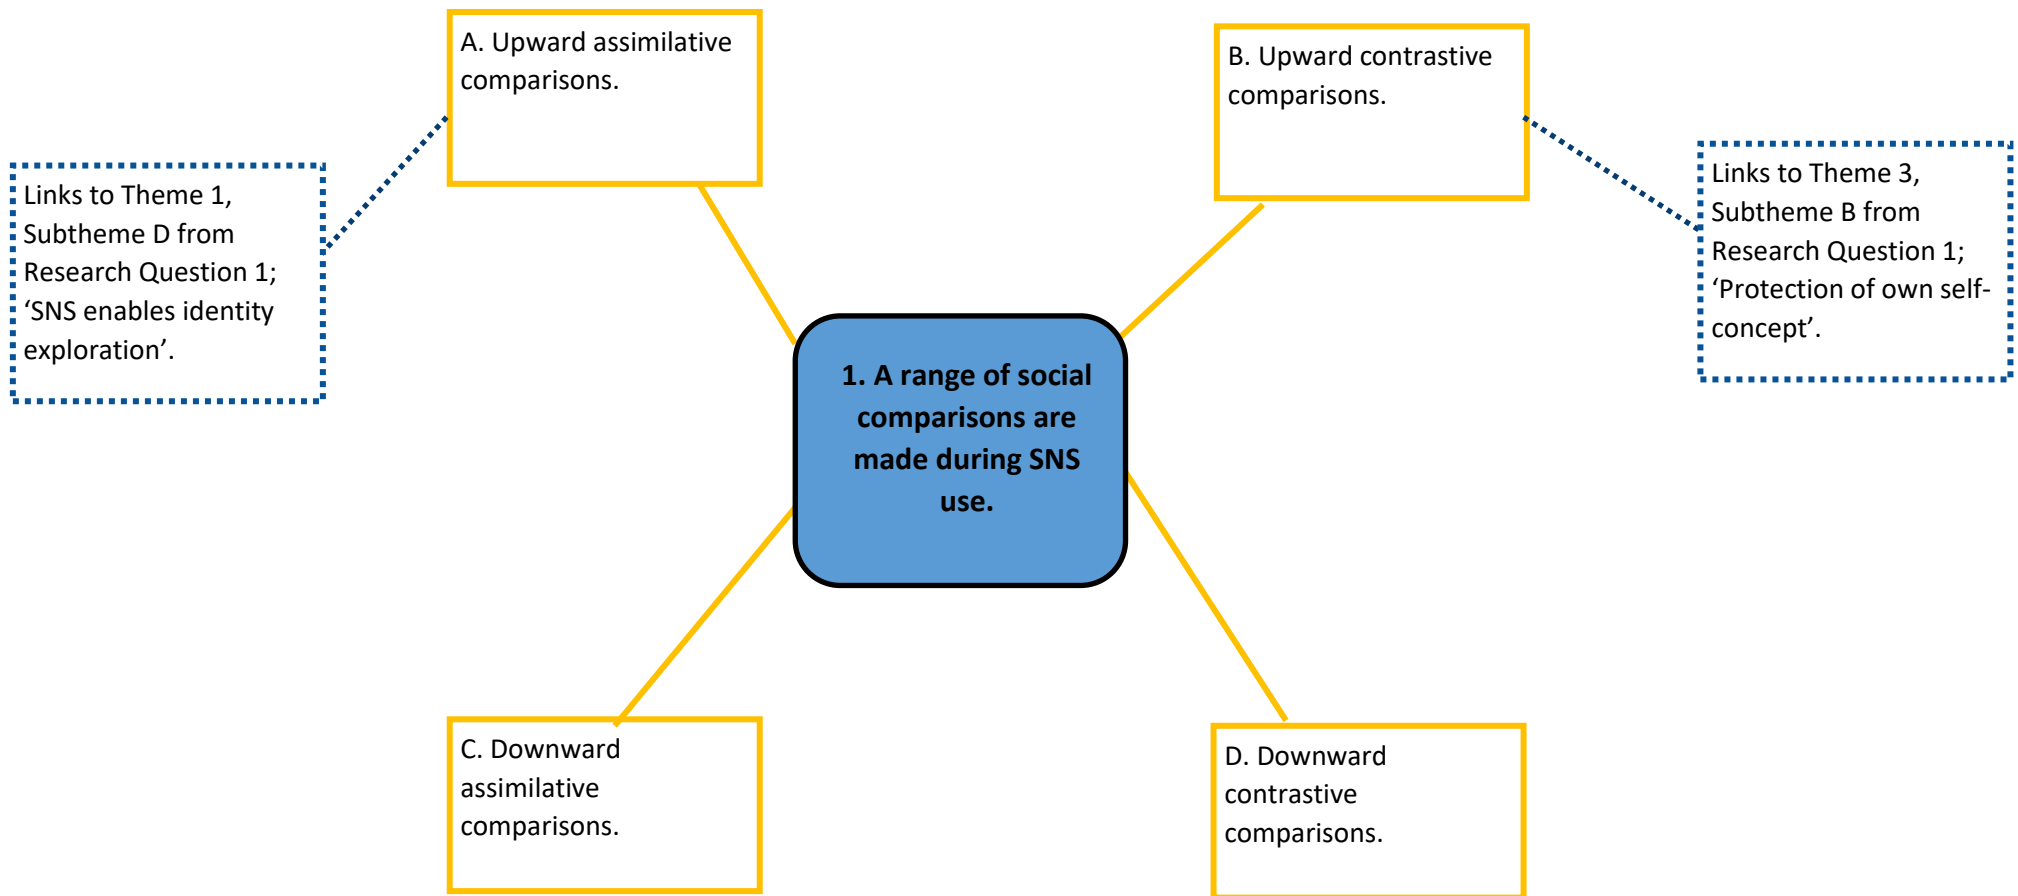 A. Upward assimilative
comparisons.
B. Upward contrastive
comparisons.
Links to Theme 1,
Subtheme D from
Research Question 1;
‘SNS enables identity
exploration’.
Links to Theme 3,
Subtheme B from
Research Question 1;
‘Protection of own self-
concept’.
1. A range of social
comparisons are
made during SNS
use.
C. Downward
assimilative
comparisons.
D. Downward
contrastive
comparisons.